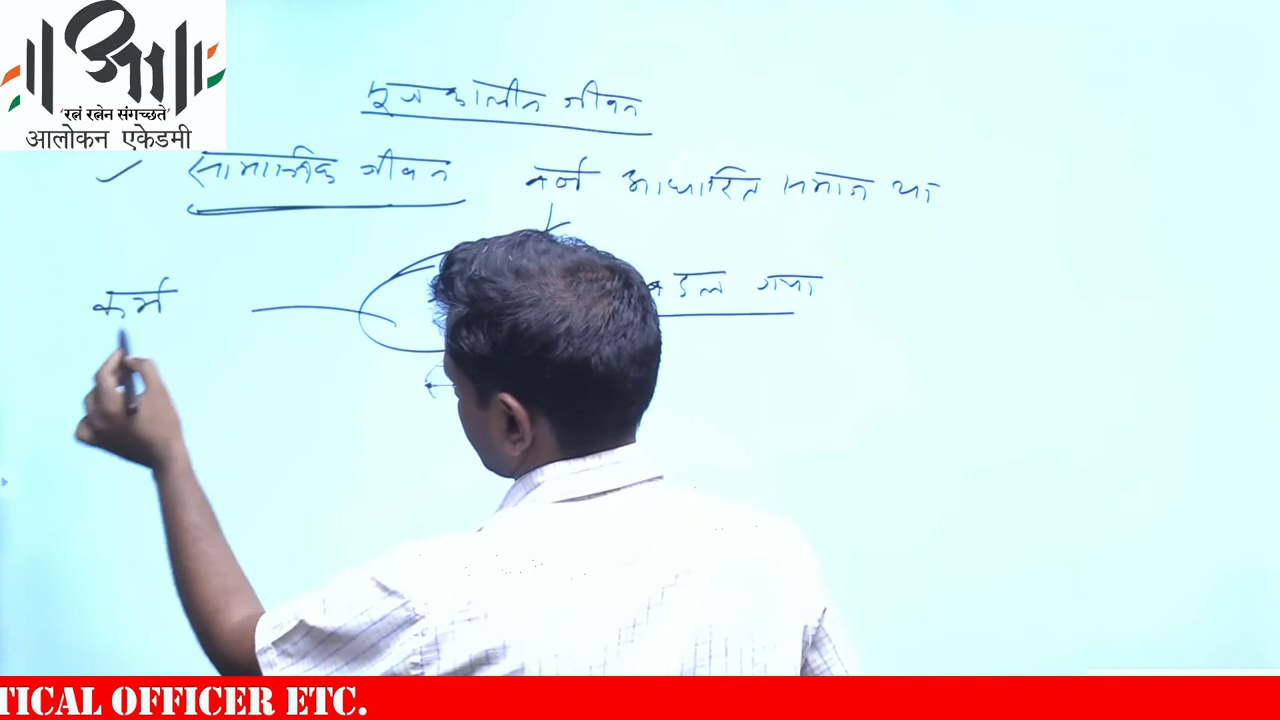 आ
'रत्नं रत्नेन संगच्छते'
आलोकन एकेडमी
सूत्रकालीन जीवन
सामाजिक जीवन
वर्ण आधारित समाज था
कर्म
बदल गया
TICAL OFFICER ETC.